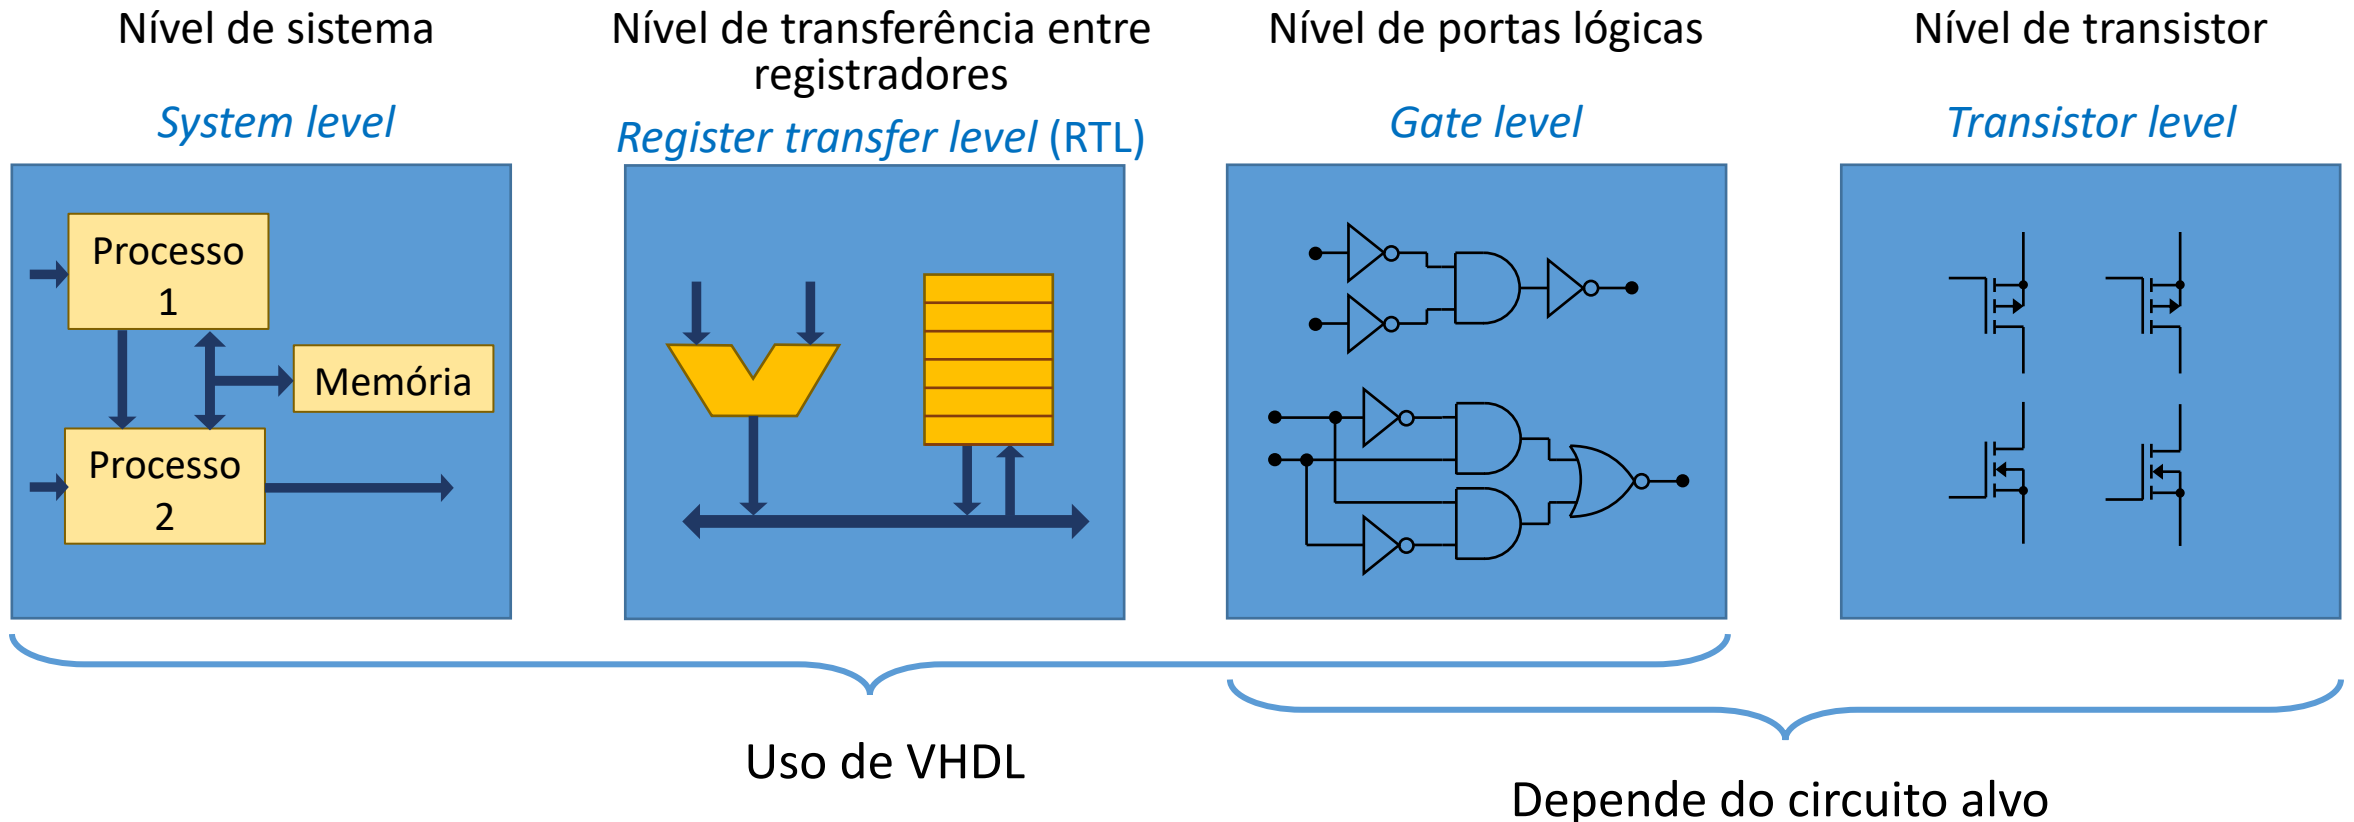 Nível de sistema
System level
Processo
1
Memória
Processo
2
Nível de transferência entre
registradores
Register transfer level (RTL)
Nível de portas lógicas
Gate level
Nível de transistor
Transistor level
Uso de VHDL
Depende do circuito alvo